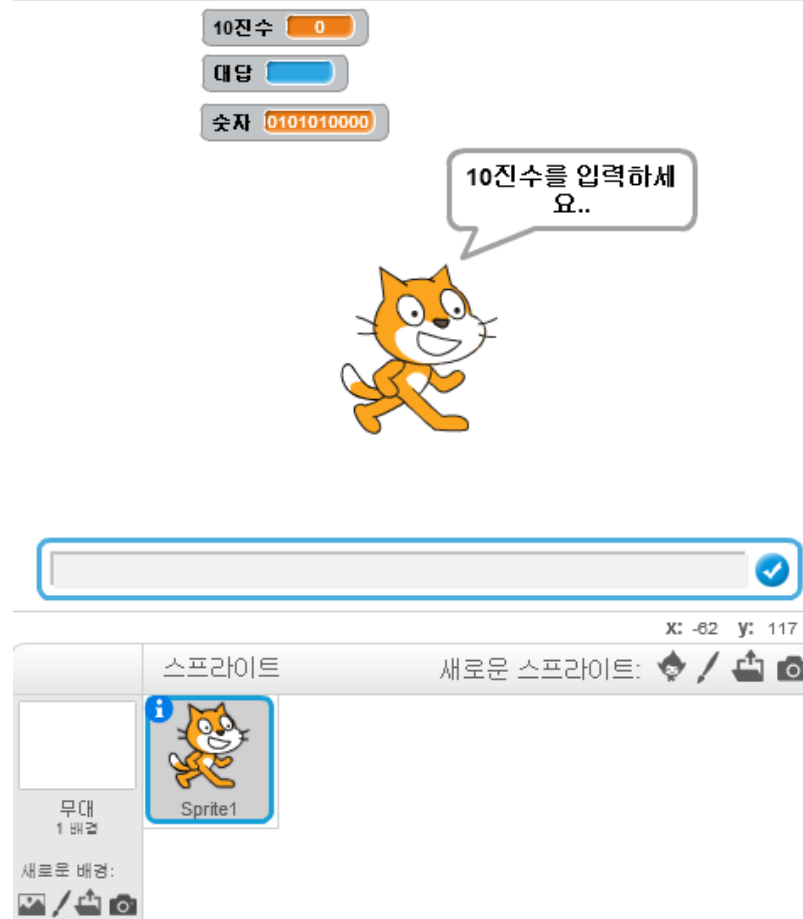 10진수 0
대답
숫자 0101010000
10진수를 입력하세
요..
X: -62 y: 117
스프라이트 새로운 스프라이트:
무대
1 배경
Sprite1
새로운 배경: